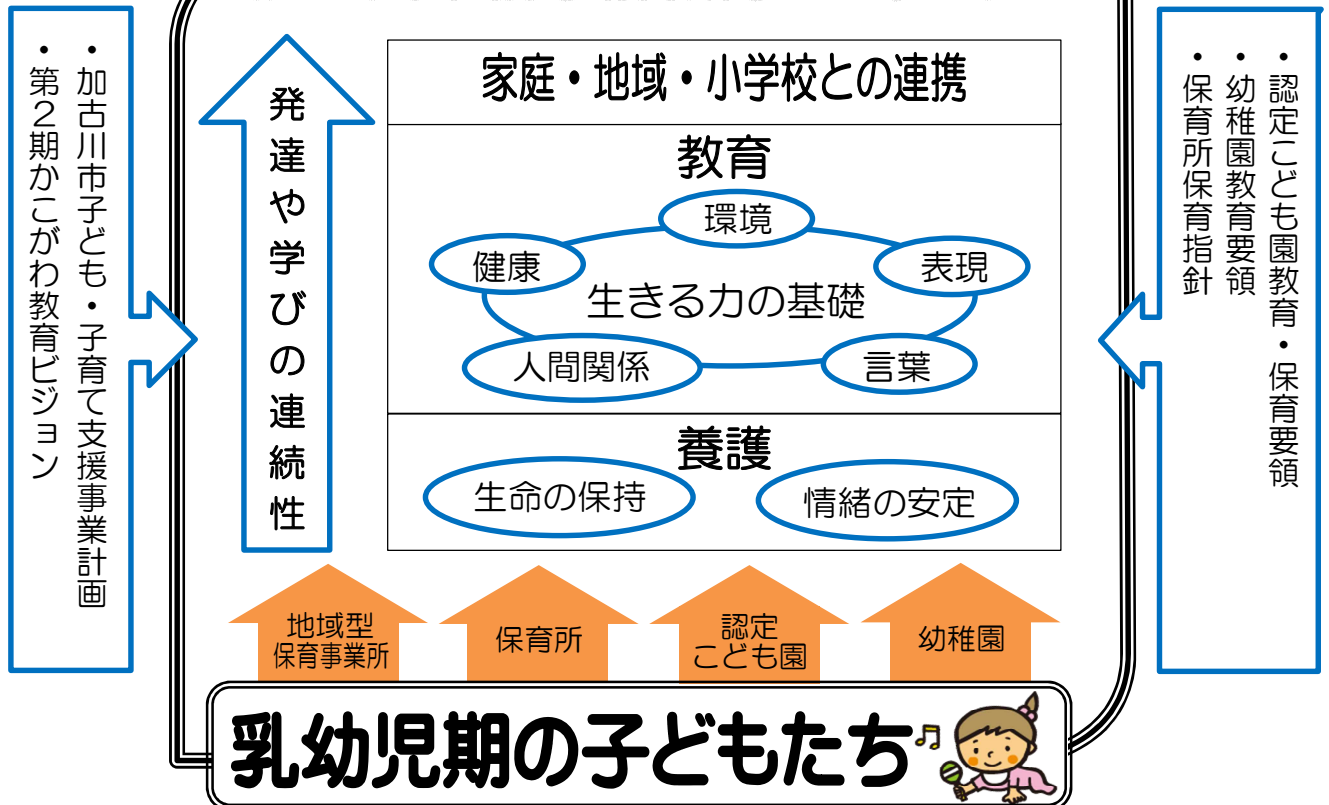 ・加古川市子ども・子育て支援事業計画
・第２期かこがわ教育ビジョン
発達や学びの連続性
家庭・地域・小学校との連携
教育
環境
健康
表現
生きる力の基礎
人間関係
言葉
養護
生命の保持
情緒の安定
・認定こども園教育・保育要領
・幼稚園教育要領
・保育所保育指針
地域型
保育事業所
保育所
認定
こども園
幼稚園
乳幼児期の子どもたち